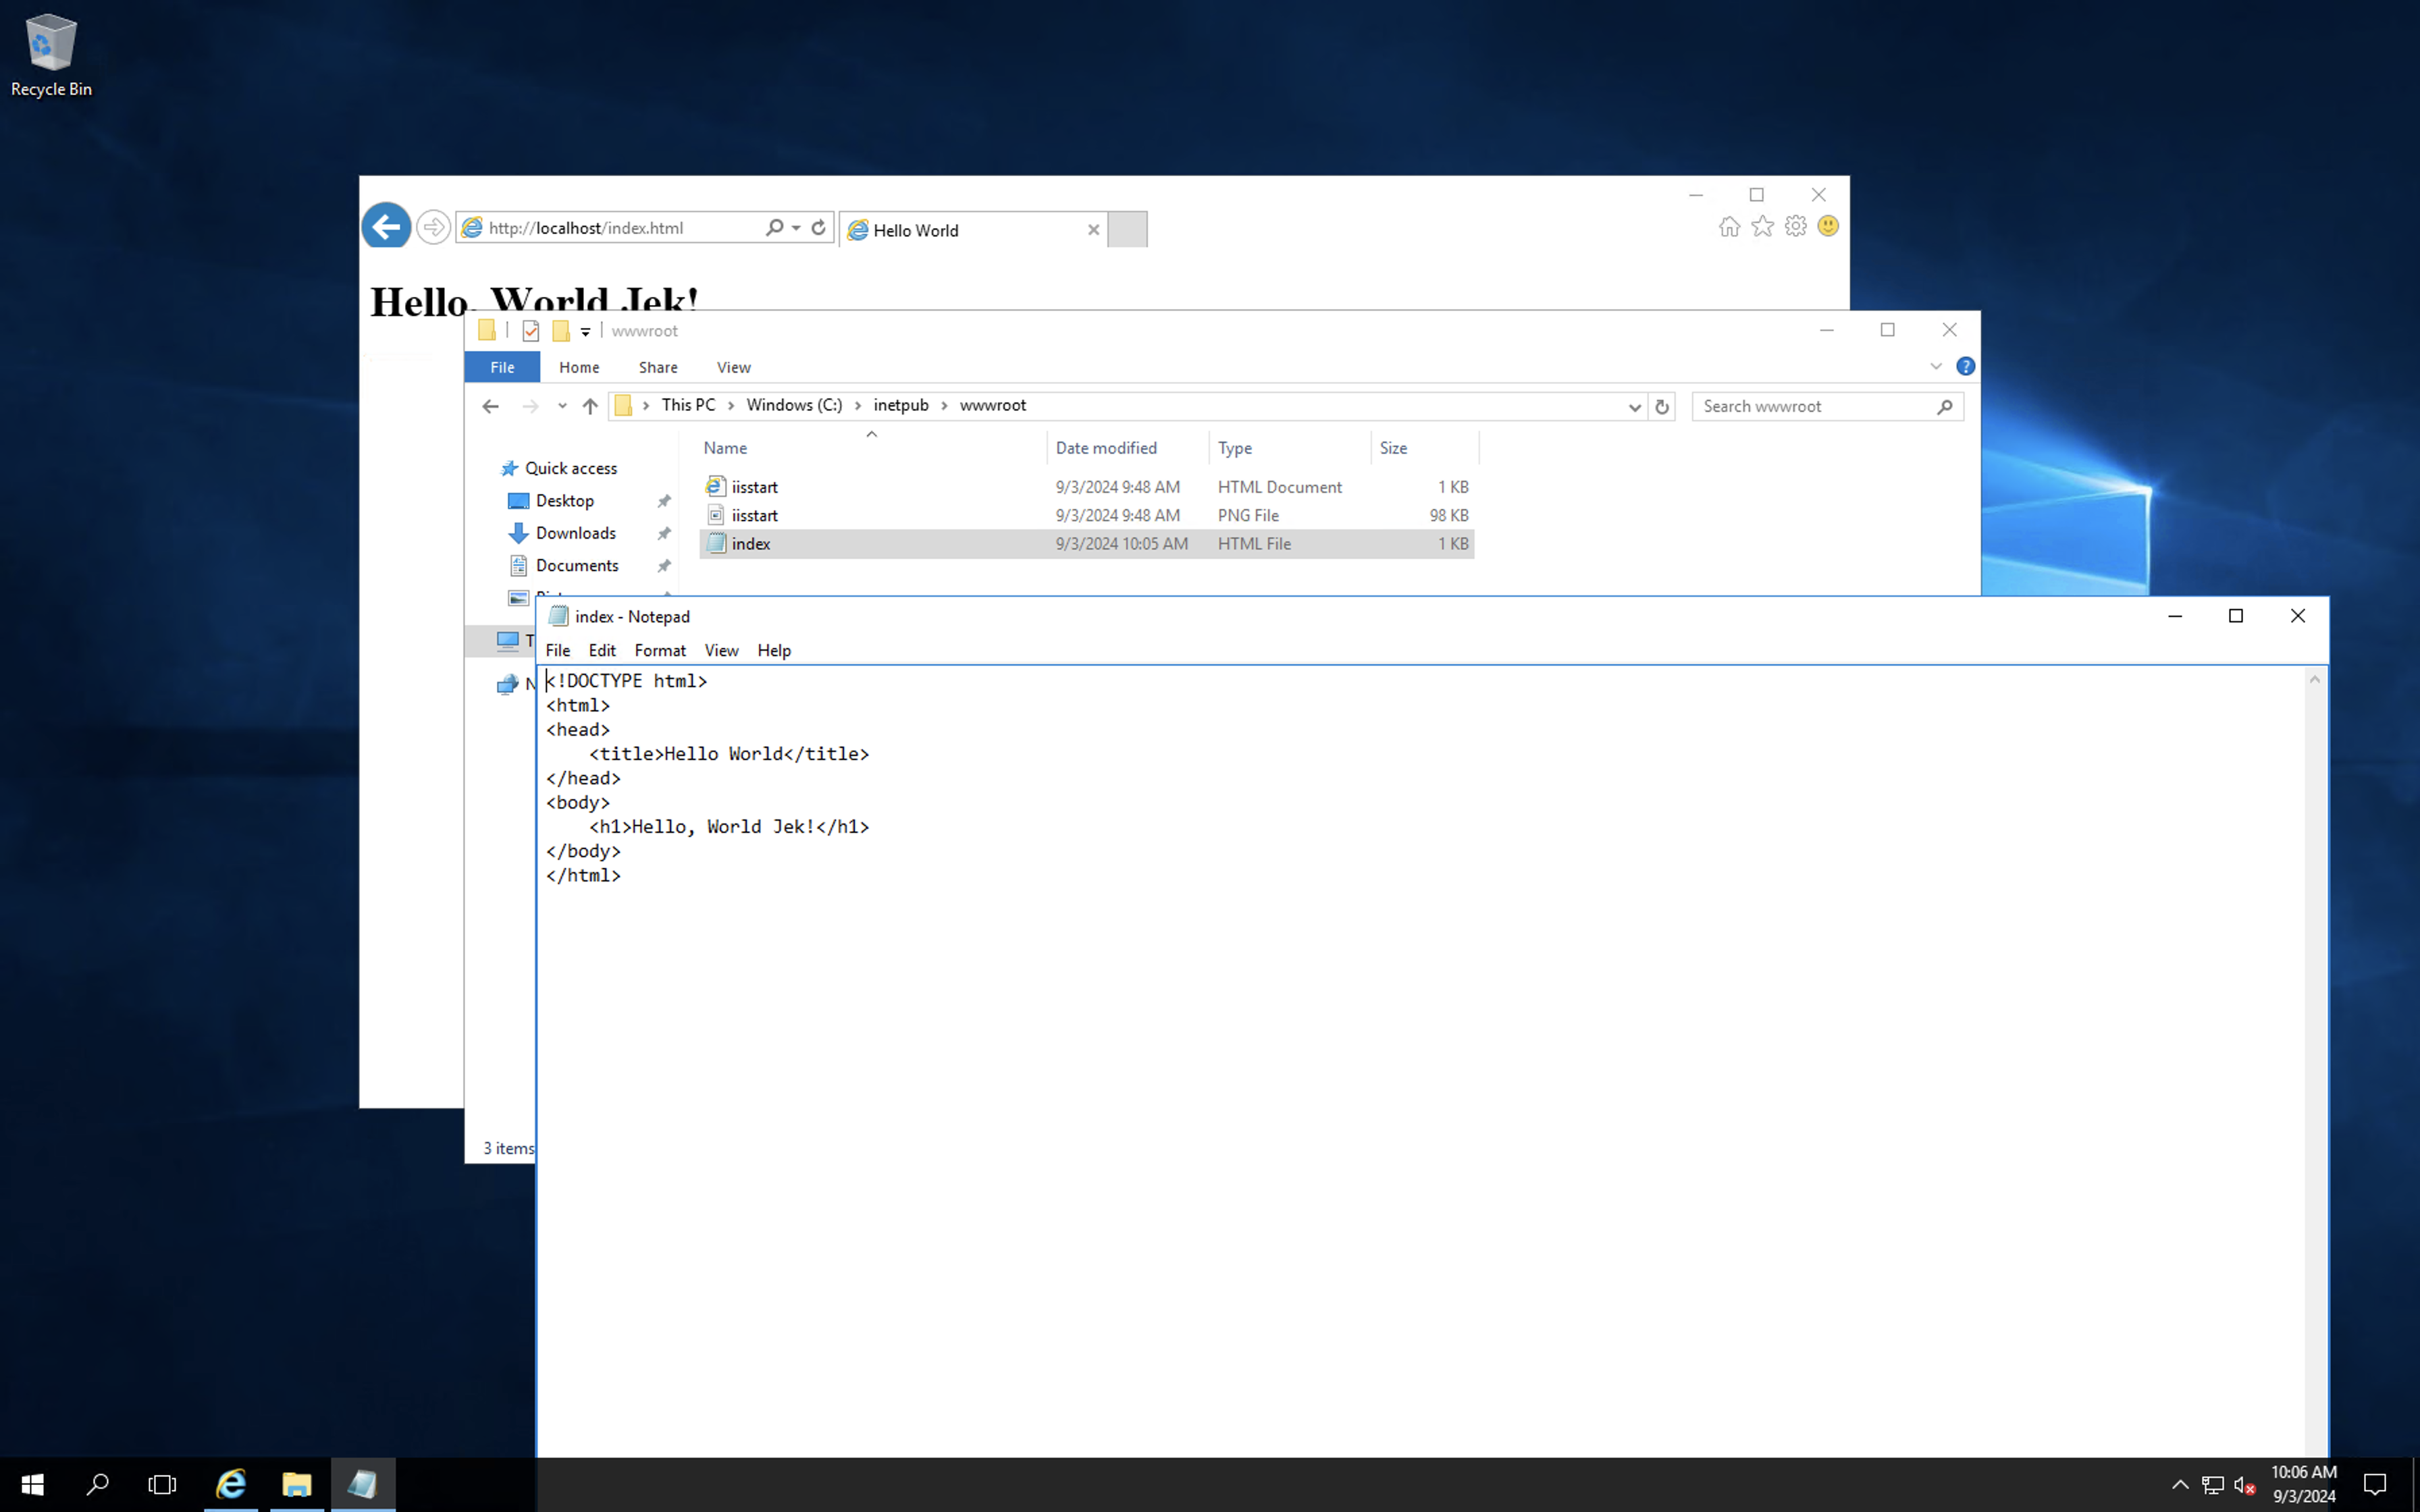 Recycle Bin
http://localhost/index.html
Hello World
Hello, World Jek!
wwwroot
File Home Share View
This PC Windows (C:) inetpub wwwroot
Search wwwroot
Name Date modified Type Size
Quick access
Desktop
Downloads
Documents
iisstart 9/3/2024 9:48 AM HTML Document 1 KB
iisstart 9/3/2024 9:48 AM PNG File 98 KB
index 9/3/2024 10:05 AM HTML File 1 KB
3 items
index - Notepad
File Edit Format View Help
<!DOCTYPE html>
<html>
<head>
    <title>Hello World</title>
</head>
<body>
    <h1>Hello, World Jek!</h1>
</body>
</html>
10:06 AM
9/3/2024